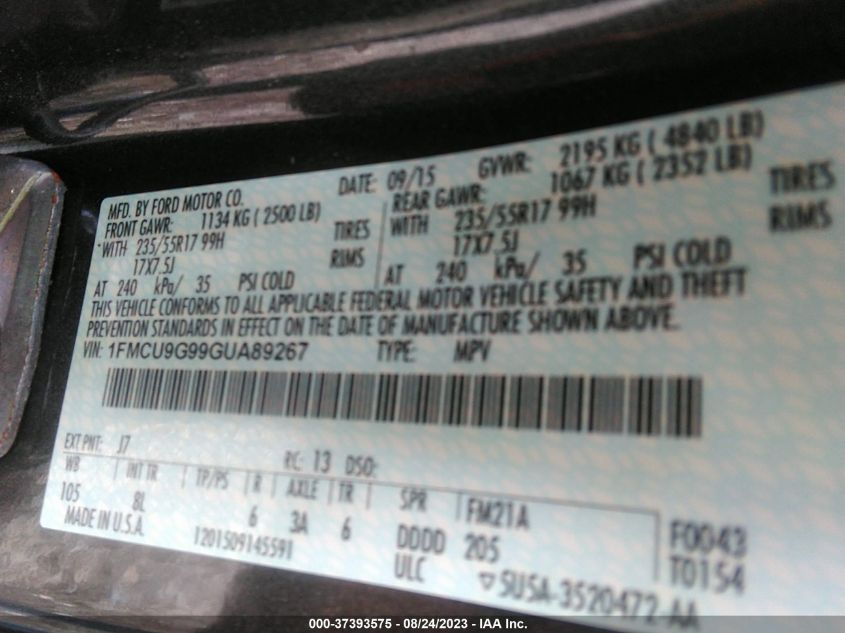 MFD. BY FORD MOTOR CO. DATE: 09/15 GVWR: 2195 KG ( 4840 LB)
FRONT GAWR: 1134 KG ( 2500 LB) REAR GAWR: 1067 KG ( 2352 LB)
*WITH 235/55R17 99H TIRES WITH 235/55R17 99H TIRES
17X7.5J RIMS 17X7.5J RIMS
AT 240 kPa/ 35 PSI COLD AT 240 kPa/ 35 PSI COLD
THIS VEHICLE CONFORMS TO ALL APPLICABLE FEDERAL MOTOR VEHICLE SAFETY AND THEFT
PREVENTION STANDARDS IN EFFECT ON THE DATE OF MANUFACTURE SHOWN ABOVE.
VIN: 1FMCU9G99GUA89267 TYPE: MPV
EXT PNT: J7 RC: 13 DSO:
WB INT TR TP/PS R AXLE TR SPR FM21A F0043
105 8L 6 3A 6 DDDD 205 T0154
MADE IN U.S.A. 1201509145591 ULC ▽5U5A-3520472-AA
000-37393575 - 08/24/2023 - IAA Inc.